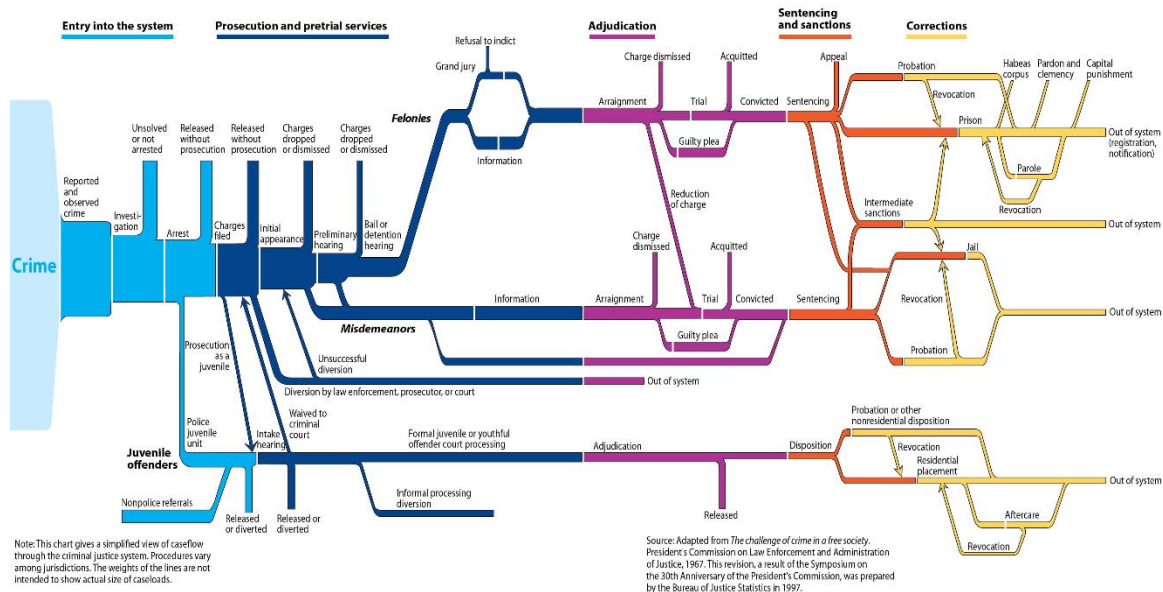 Entry into the system
Prosecution and pretrial services
Adjudication
Sentencing
and sanctions
Corrections
Crime
Reported
and
observed
crime
Investi-
gation
Unsolved
or not
arrested
Arrest
Released
without
prosecution
Charges
filed
Released
without
prosecution
Initial
appearance
Charges
dropped
or dismissed
Preliminary
hearing
Charges
dropped
or dismissed
Bail or
detention
hearing
Felonies
Refusal to indict
Grand jury
Information
Arraignment
Charge dismissed
Trial
Acquitted
Convicted
Guilty plea
Reduction
of charge
Sentencing
Appeal
Probation
Revocation
Prison
Habeas
corpus
Pardon and
clemency
Capital
punishment
Out of system
(registration,
notification)
Parole
Revocation
Intermediate
sanctions
Out of system
Misdemeanors
Information
Arraignment
Charge
dismissed
Trial
Acquitted
Convicted
Guilty plea
Sentencing
Jail
Revocation
Probation
Out of system
Unsuccessful
diversion
Diversion by law enforcement, prosecutor, or court
Out of system
Prosecution
as a
juvenile
Waived to
criminal
court
Police
juvenile
unit
Juvenile
offenders
Nonpolice referrals
Intake
hearing
Released
or diverted
Released or
diverted
Formal juvenile or youthful
offender court processing
Informal processing
diversion
Adjudication
Released
Disposition
Probation or other
nonresidential disposition
Revocation
Residential
placement
Out of system
Aftercare
Revocation
Note: This chart gives a simplified view of caseflow
through the criminal justice system. Procedures vary
among jurisdictions. The weights of the lines are not
intended to show actual size of caseloads.
Source: Adapted from The challenge of crime in a free society.
President's Commission on Law Enforcement and Administration
of Justice, 1967. This revision, a result of the Symposium on
the 30th Anniversary of the President's Commission, was prepared
by the Bureau of Justice Statistics in 1997.